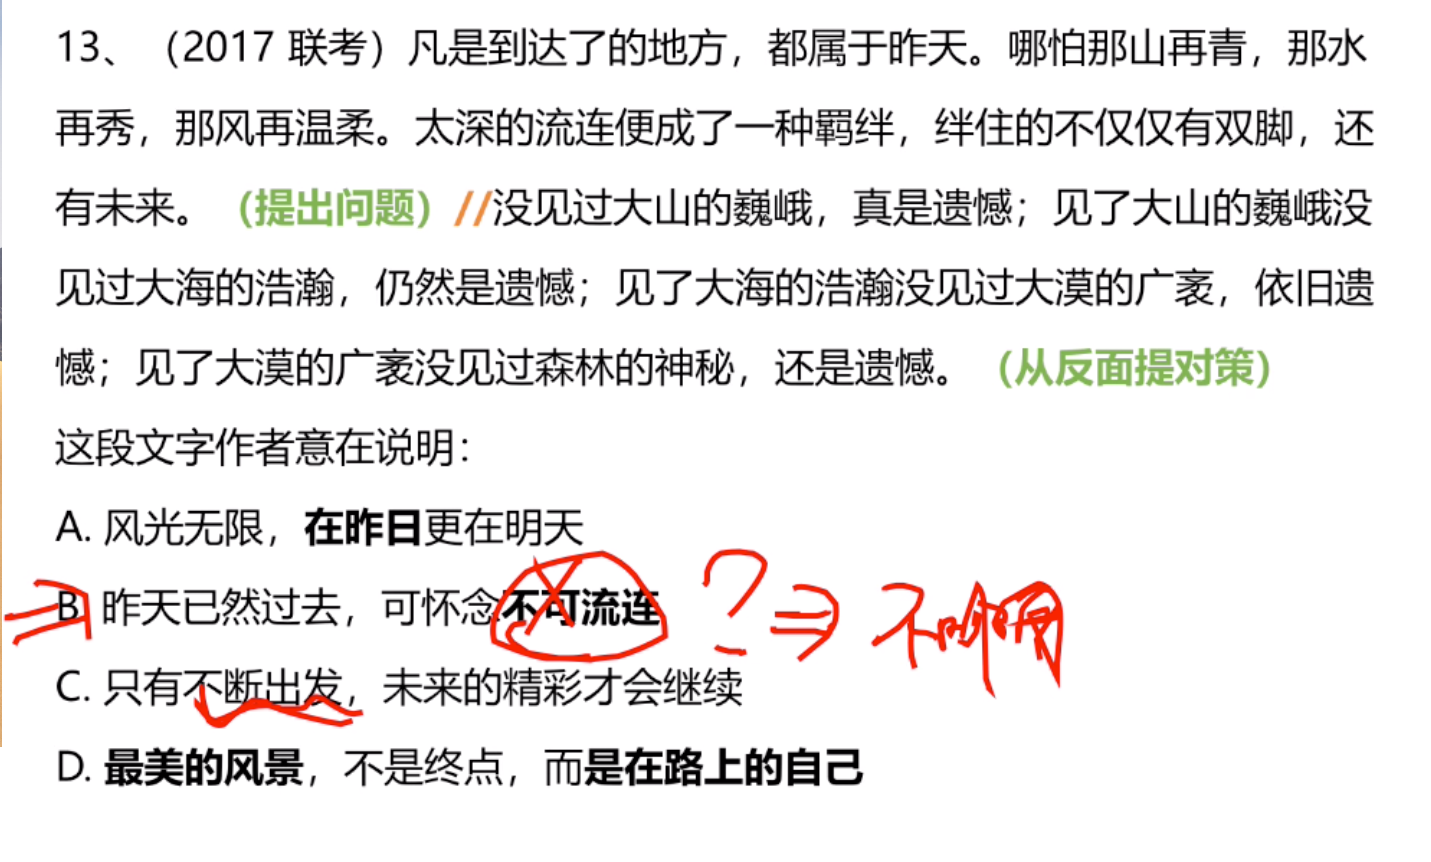 13、（2017 联考）凡是到达了的地方，都属于昨天。哪怕那山再青，那水
再秀，那风再温柔。太深的流连便成了一种羁绊，绊住的不仅仅有双脚，还
有未来。（提出问题）//没见过大山的巍峨，真是遗憾；见了大山的巍峨没
见过大海的浩瀚，仍然是遗憾；见了大海的浩瀚没见过大漠的广袤，依旧遗
憾；见了大漠的广袤没见过森林的神秘，还是遗憾。（从反面提对策）
这段文字作者意在说明：
A. 风光无限，在昨日更在明天
B. 昨天已然过去，可怀念不可流连 ? 不
C. 只有不断出发，未来的精彩才会继续
D. 最美的风景，不是终点，而是在路上的自己